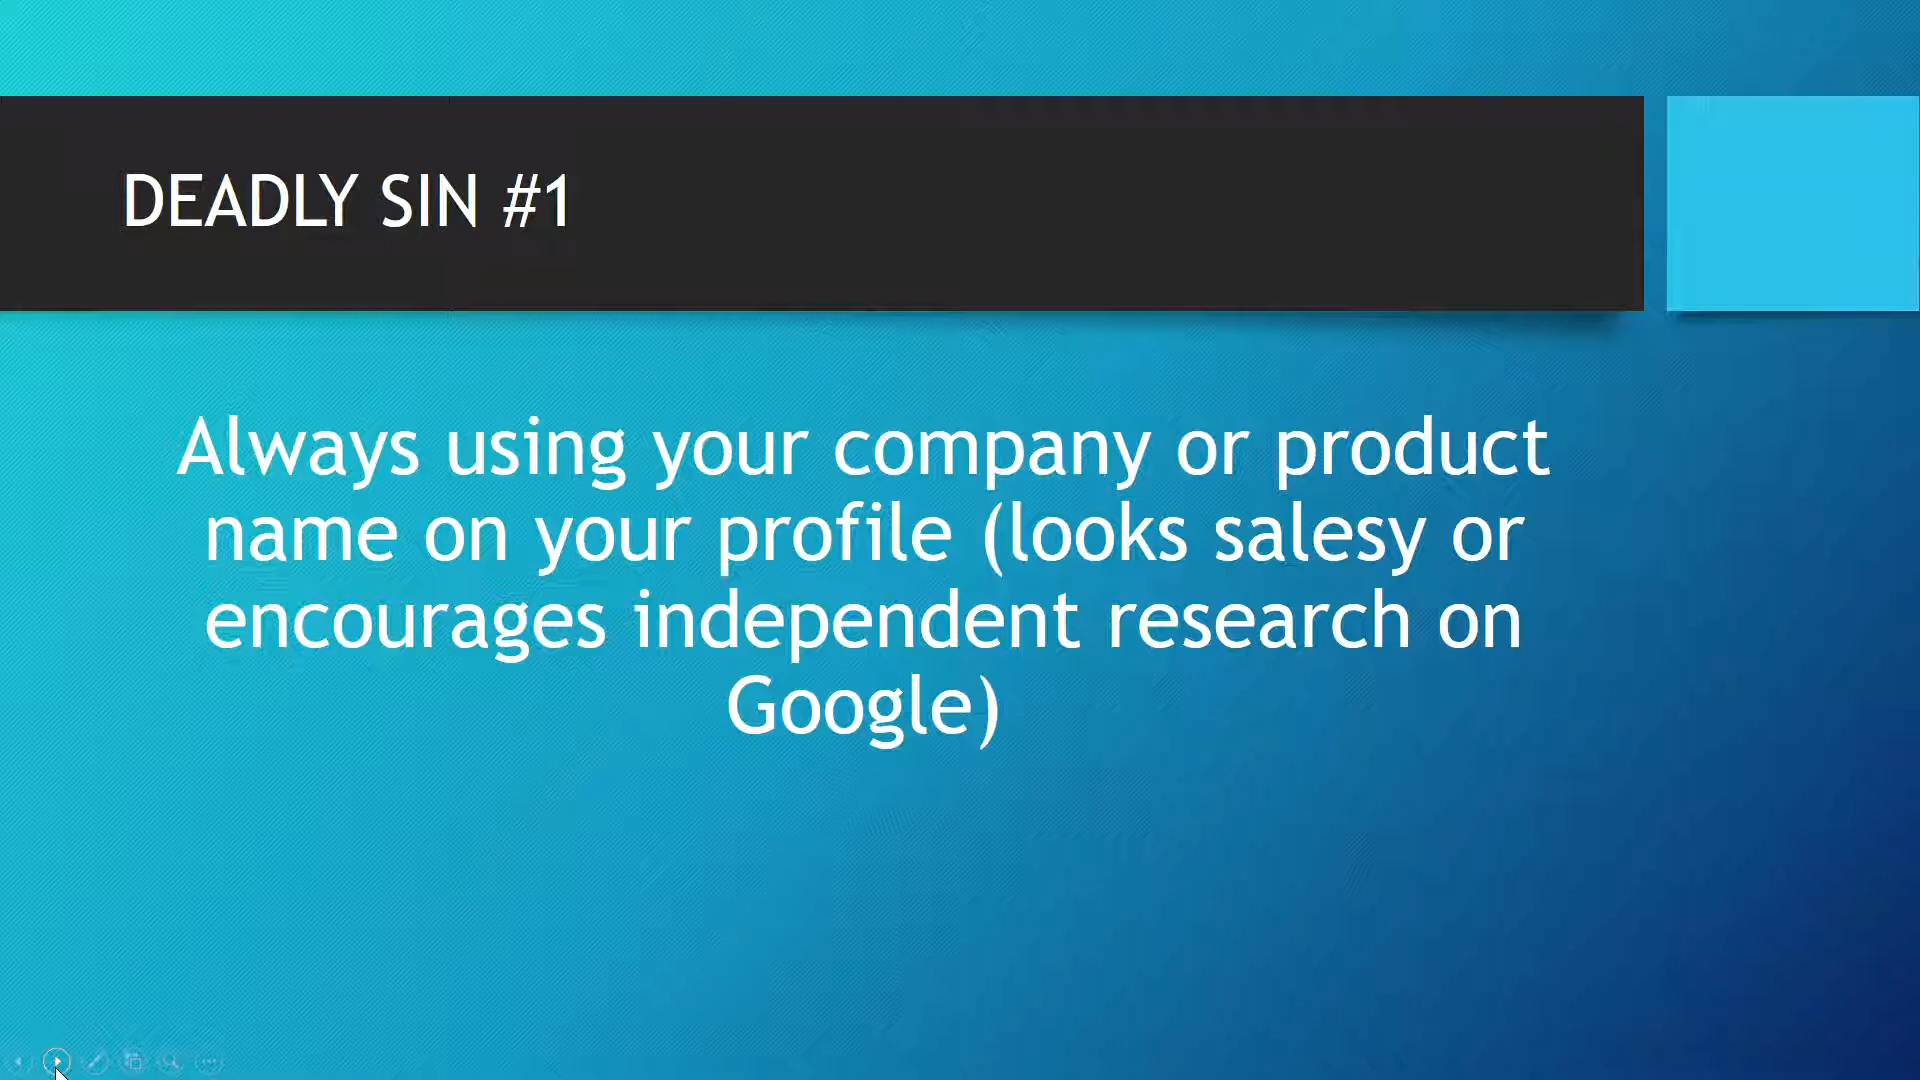 DEADLY SIN #1
Always using your company or product
name on your profile (looks salesy or
encourages independent research on
Google)